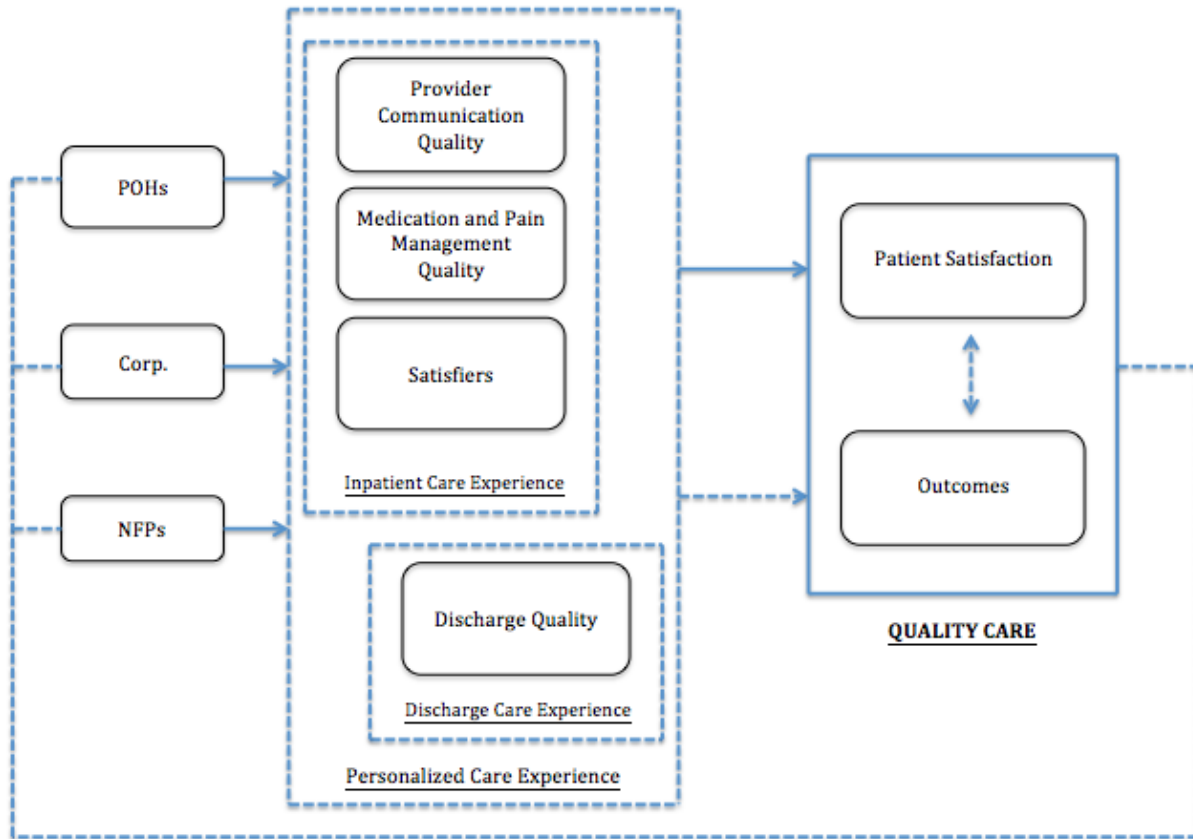 POHs
Corp.
NFPs
Provider
Communication
Quality
Medication and Pain
Management
Quality
Satisfiers
Inpatient Care Experience
Discharge Quality
Discharge Care Experience
Personalized Care Experience
Patient Satisfaction
Outcomes
QUALITY CARE